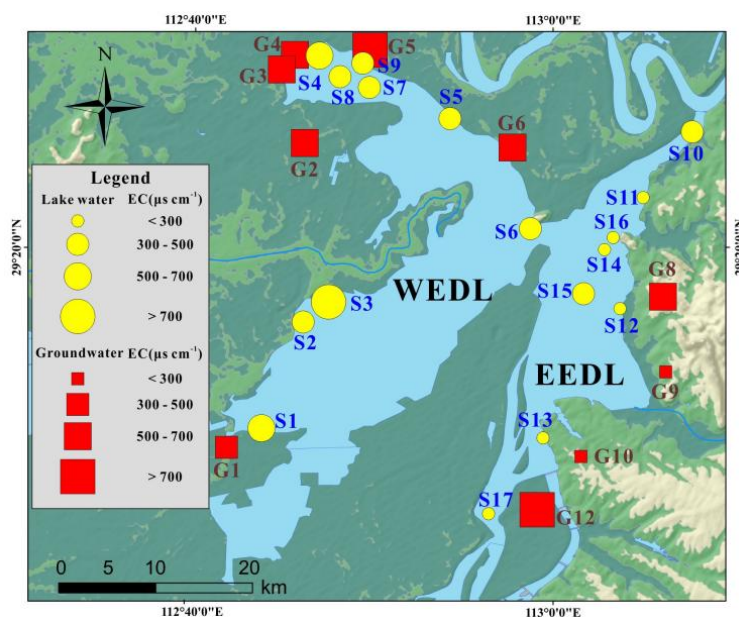 112°40'0"E 113°0'0"E
G4 G5
S9
G3 S4 S8 S7
S5
G6
S10
G2
S11
S16
S6
29°20'0"N 29°20'0"N
S14
G8
WEDL S15
S3
S2 S12
EEDL
G9
S1
S13
G1 G10
S17
G12
Legend
Lake water EC(μs cm⁻¹)
< 300
300 - 500
500 - 700
> 700
Groundwater EC(μs cm⁻¹)
< 300
300 - 500
500 - 700
> 700
0 5 10 20
km
112°40'0"E 113°0'0"E